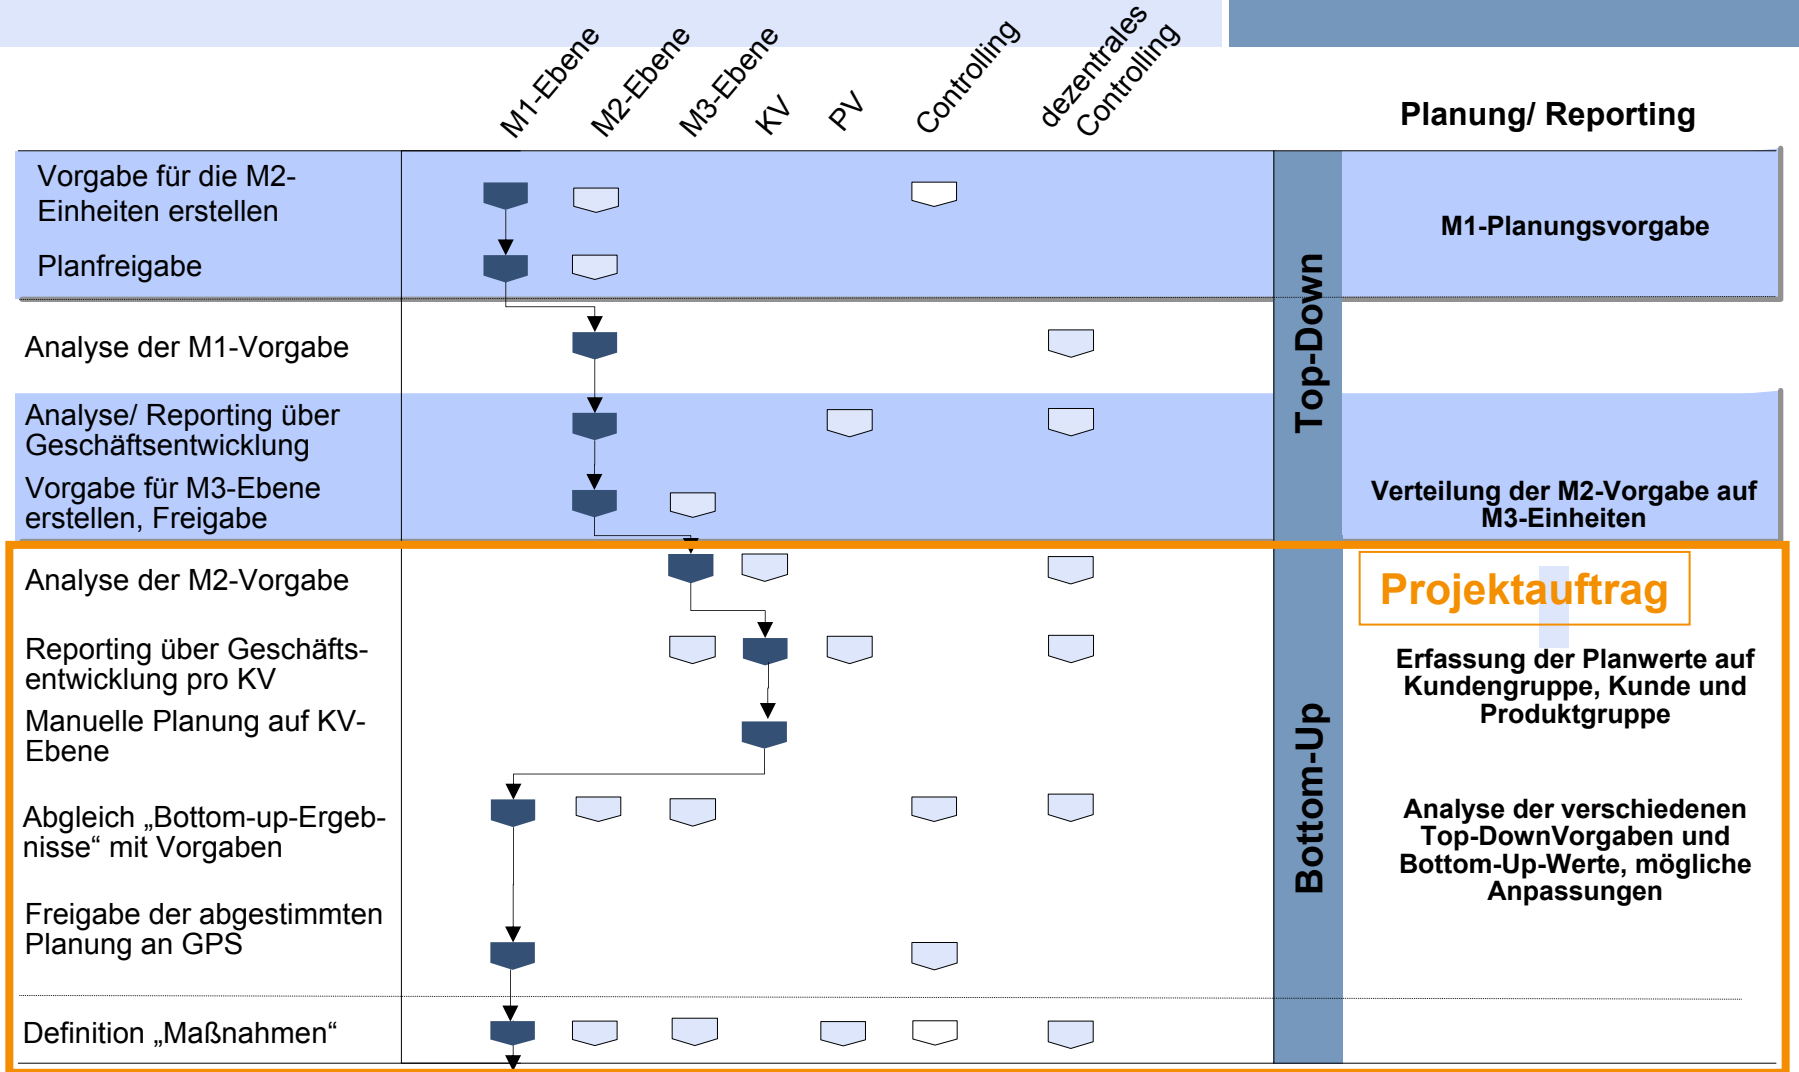 M1-Ebene
M2-Ebene
M3-Ebene
KV
PV
Controlling
dezentrales
Controlling
Planung/ Reporting
Vorgabe für die M2-
Einheiten erstellen
M1-Planungsvorgabe
Planfreigabe
Top-Down
Analyse der M1-Vorgabe
Analyse/ Reporting über
Geschäftsentwicklung
Vorgabe für M3-Ebene
erstellen, Freigabe
Verteilung der M2-Vorgabe auf
M3-Einheiten
Analyse der M2-Vorgabe
Projektauftrag
Reporting über Geschäfts-
entwicklung pro KV
Erfassung der Planwerte auf
Kundengruppe, Kunde und
Produktgruppe
Manuelle Planung auf KV-
Ebene
Bottom-Up
Abgleich „Bottom-up-Ergeb-
nisse“ mit Vorgaben
Analyse der verschiedenen
Top-DownVorgaben und
Bottom-Up-Werte, mögliche
Anpassungen
Freigabe der abgestimmten
Planung an GPS
Definition „Maßnahmen“